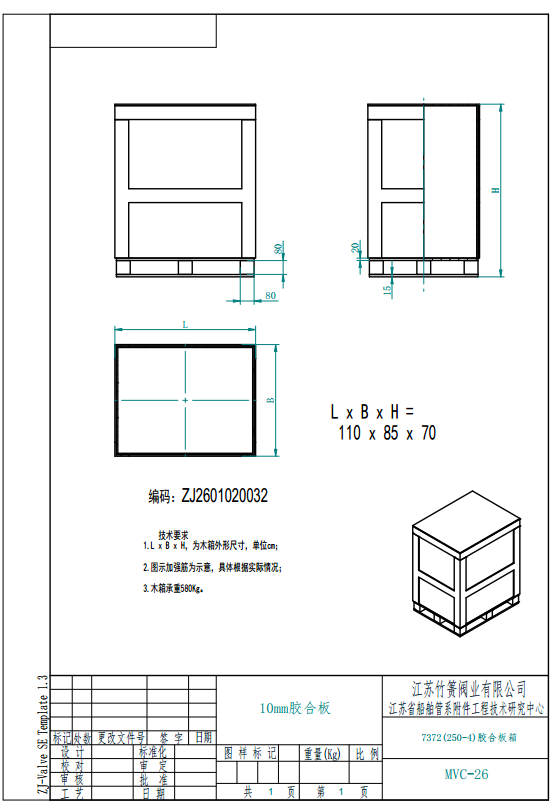 H
80
80
20
15
L
B
L x B x H =
110 x 85 x 70
编码：ZJ2601020032
技术要求
1.L x B x H, 为木箱外形尺寸，单位cm;
2.图示加强筋为示意，具体根据实际情况;
3.木箱承重580Kg。
ZJ-Valve SE Template 1.3
10mm胶合板
江苏竹箦阀业有限公司
江苏省船舶管系附件工程技术研究中心
标记 处数 更改文件号 签 字 日期
7372(250-4)胶合板箱
设 计 标准化
图 样 标 记 重量(Kg) 比 例
校 对 审 定
审 核 批 准
MVC-26
工 艺 日 期
共 1 页 第 1 页